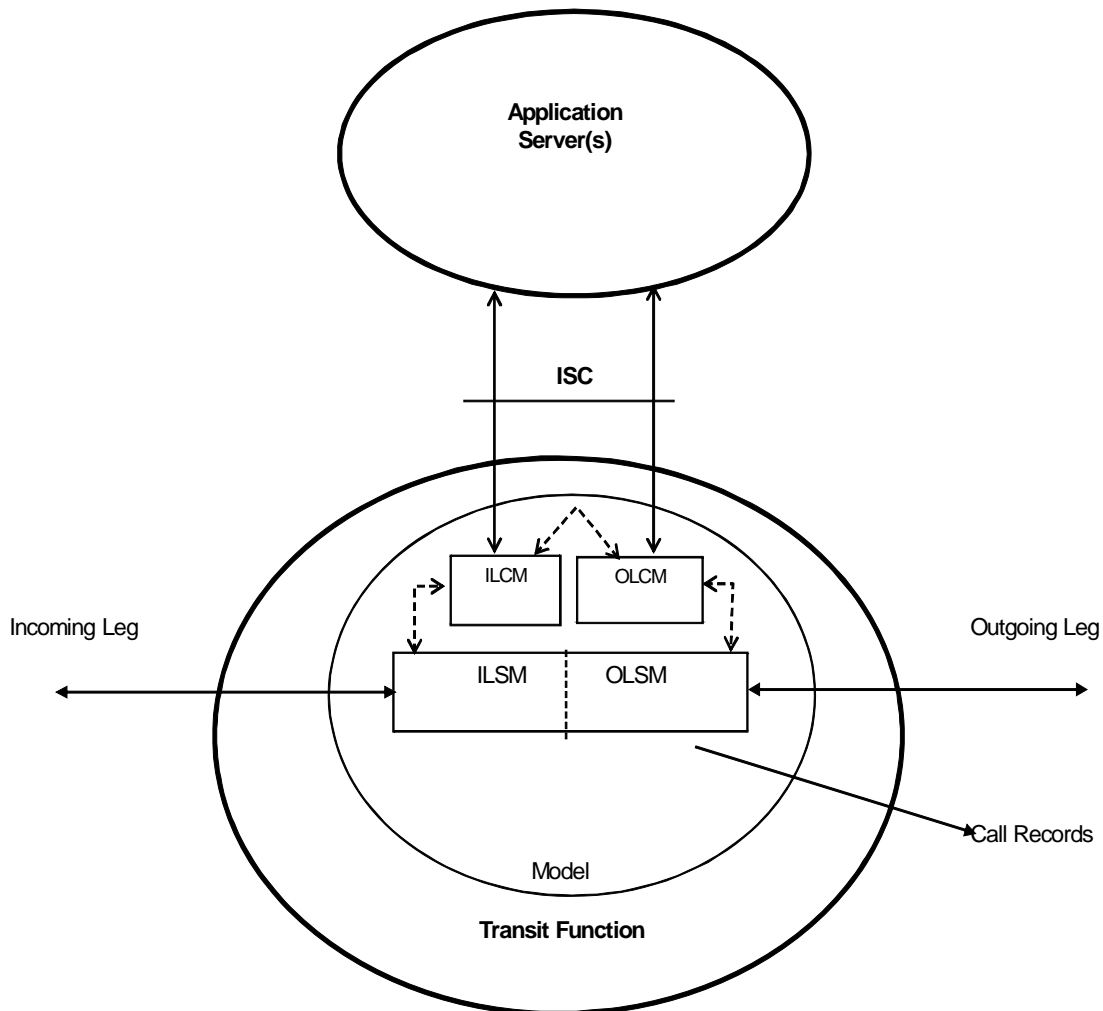 Application
Server(s)
ISC
ILCM
OLCM
Incoming Leg
Outgoing Leg
ILSM
OLSM
Call Records
Model
Transit Function